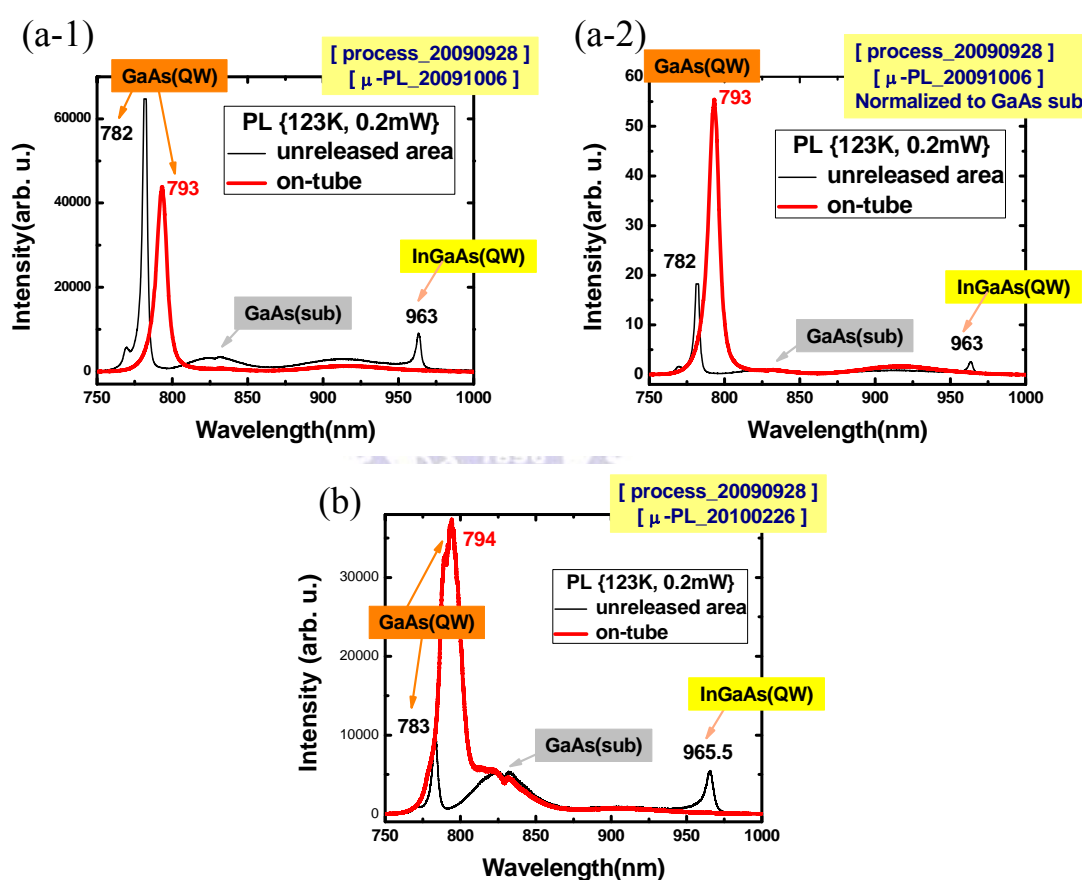 (a-1)
[ process_20090928 ]
[ μ-PL_20091006 ]
GaAs(QW)
PL {123K, 0.2mW}
unreleased area
on-tube
782
793
InGaAs(QW)
963
GaAs(sub)
60000
40000
20000
0
Intensity(arb. u.)
750 800 850 900 950 1000
Wavelength(nm)
(a-2)
[ process_20090928 ]
[ μ-PL_20091006 ]
Normalized to GaAs sub
GaAs(QW)
793
PL {123K, 0.2mW}
unreleased area
on-tube
782
InGaAs(QW)
963
GaAs(sub)
60
50
40
30
20
10
0
Intensity(arb. u.)
750 800 850 900 950 1000
Wavelength(nm)
(b)
[ process_20090928 ]
[ μ-PL_20100226 ]
794
PL {123K, 0.2mW}
unreleased area
on-tube
GaAs(QW)
783
InGaAs(QW)
965.5
GaAs(sub)
30000
20000
10000
0
Intensity (arb. u.)
750 800 850 900 950 1000
Wavelength(nm)